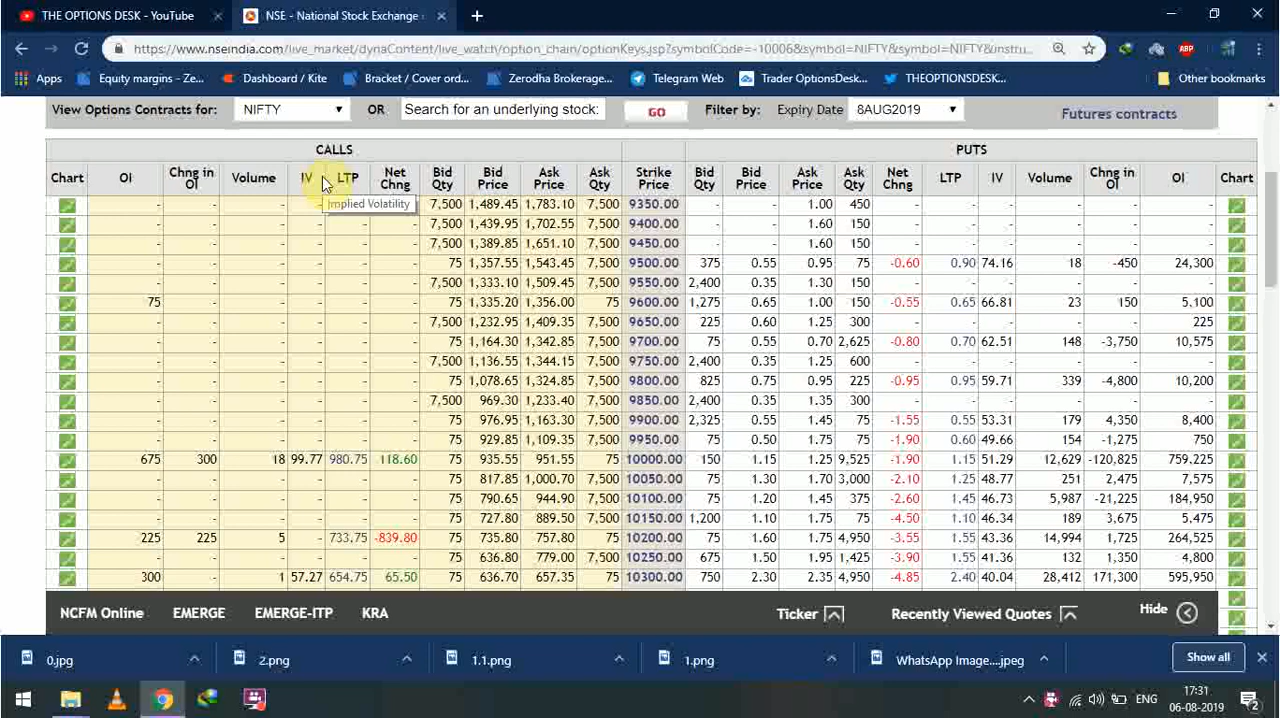 THE OPTIONS DESK - YouTube × NSE - National Stock Exchange × +
https://www.nseindia.com/live_market/dynaContent/live_watch/option_chain/optionKeys.jsp?symbolCode=-10006&symbol=NIFTY&symbol=NIFTY&instru... ABP
Apps Equity margins - Ze... Dashboard / Kite Bracket / Cover ord... Zerodha Brokerage... Telegram Web Trader OptionsDesk... THEOPTIONSDESK... Other bookmarks
View Options Contracts for: NIFTY OR Search for an underlying stock: GO Filter by: Expiry Date 8AUG2019 Futures contracts
CALLS PUTS
Chart OI Chng in OI Volume IV LTP Net Chng Bid Qty Bid Price Ask Price Ask Qty Strike Price Bid Qty Bid Price Ask Price Ask Qty Net Chng LTP IV Volume Chng in OI OI Chart
Implied Volatility
- - - - - - 7,500 1,489.45 1,783.10 7,500 9350.00 - - 1.00 450 - - - - - -
- - - - - - 7,500 1,439.95 1,702.55 7,500 9400.00 - - 1.60 150 - - - - - -
- - - - - - 7,500 1,389.85 1,651.10 7,500 9450.00 - - 1.60 150 - - - - - -
- - - - - - 75 1,357.55 1,543.45 7,500 9500.00 375 0.55 0.95 75 -0.60 0.90 74.16 18 -450 24,300
- - - - - - 7,500 1,333.10 1,509.45 7,500 9550.00 2,400 0.35 1.30 150 - - - - - -
75 - - - - - 75 1,335.20 1,356.00 75 9600.00 1,275 0.65 1.00 150 -0.55 0.65 66.81 23 150 5,100
- - - - - - 7,500 1,232.95 1,409.35 7,500 9650.00 225 0.60 1.25 300 - - - - - 225
- - - - - - 75 1,164.30 1,342.85 7,500 9700.00 75 0.55 0.70 2,625 -0.80 0.70 62.51 148 -3,750 10,575
- - - - - - 7,500 1,136.55 1,344.15 7,500 9750.00 2,400 0.35 1.25 600 - - - - - -
- - - - - - 75 1,078.65 1,324.85 7,500 9800.00 825 0.75 0.95 225 -0.95 0.95 59.71 339 -4,800 10,200
- - - - - - 7,500 969.30 1,233.40 7,500 9850.00 2,400 0.35 1.35 300 - - - - - -
- - - - - - 75 976.95 1,163.30 7,500 9900.00 2,325 0.55 1.45 75 -1.55 0.65 53.31 179 4,350 8,400
- - - - - - 75 929.85 1,109.35 7,500 9950.00 75 0.50 1.75 75 -1.90 0.60 49.66 154 -1,275 750
675 300 18 99.77 980.75 118.60 75 935.55 951.55 75 10000.00 150 1.15 1.25 9,525 -1.90 1.15 51.29 12,629 -120,825 759,225
- - - - - - 75 817.85 1,000.70 7,500 10050.00 75 1.30 1.70 3,000 -2.10 1.25 48.77 251 2,475 7,575
- - - - - - 75 790.65 944.90 7,500 10100.00 75 1.20 1.45 375 -2.60 1.45 46.73 5,987 -21,225 184,950
- - - - - - 75 727.80 889.50 7,500 10150.00 1,200 1.10 1.75 75 -4.50 1.10 46.34 189 3,675 5,475
225 225 5 - 733.75 -839.80 75 735.80 757.80 75 10200.00 75 1.60 1.75 4,950 -3.55 1.55 43.36 14,994 1,725 264,525
- - - - - - 75 636.80 779.00 7,500 10250.00 675 1.50 1.95 1,425 -3.90 1.55 41.36 132 1,350 4,800
300 - 1 57.27 654.75 65.50 75 636.70 657.35 75 10300.00 750 2.30 2.35 4,950 -4.85 2.40 40.04 28,412 171,300 595,950
NCFM Online EMERGE EMERGE-ITP KRA Ticker Recently Viewed Quotes Hide
0.jpg 2.png 1.1.png 1.png WhatsApp Image....jpeg Show all ×
ENG 17:31
06-08-2019 2